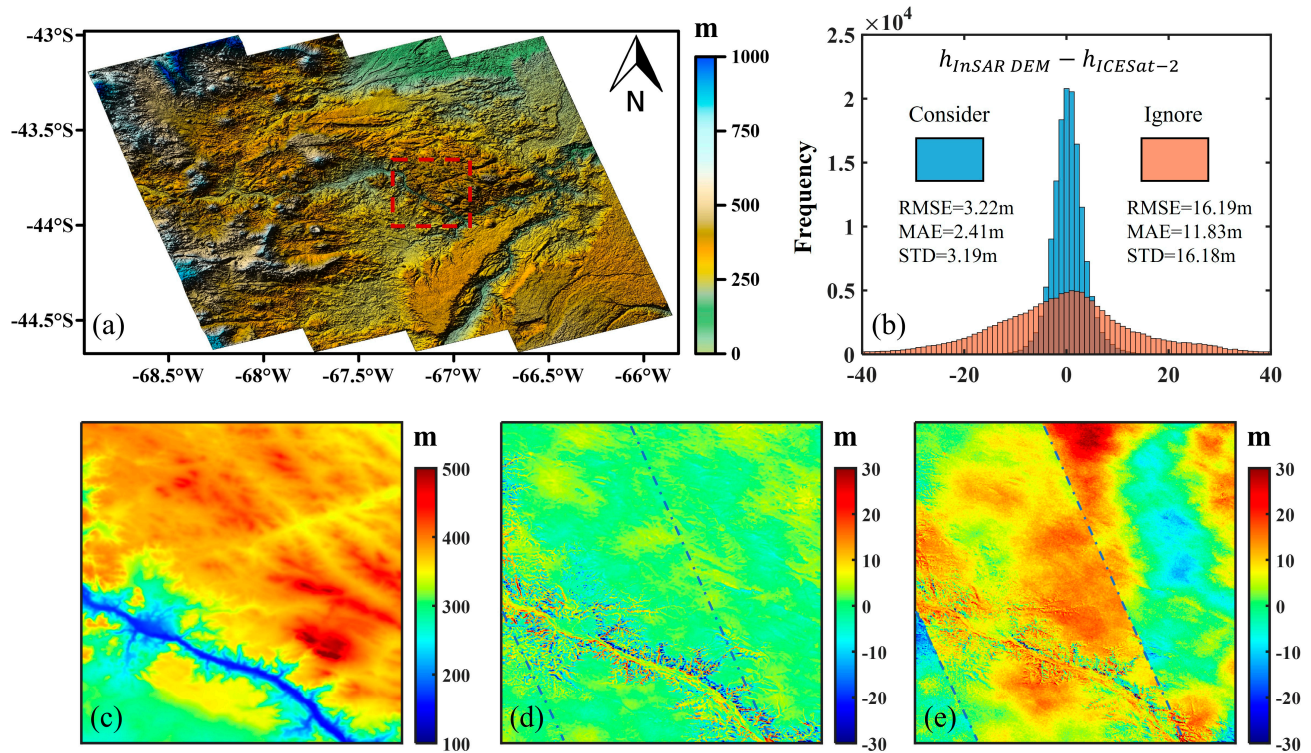 m
-43°S
-43.5°S
-44°S
-44.5°S
(a)
N
1000
750
500
250
0
-68.5°W
-68°W
-67.5°W
-67°W
-66.5°W
-66°W
×10⁴
2.5
2
1.5
1
0.5
0
Frequency
h_InSAR DEM − h_ICESat−2
Consider
Ignore
RMSE=3.22m
MAE=2.41m
STD=3.19m
RMSE=16.19m
MAE=11.83m
STD=16.18m
(b)
-40
-20
0
20
40
m
500
400
300
200
100
(c)
m
30
20
10
0
-10
-20
-30
(d)
m
30
20
10
0
-10
-20
-30
(e)